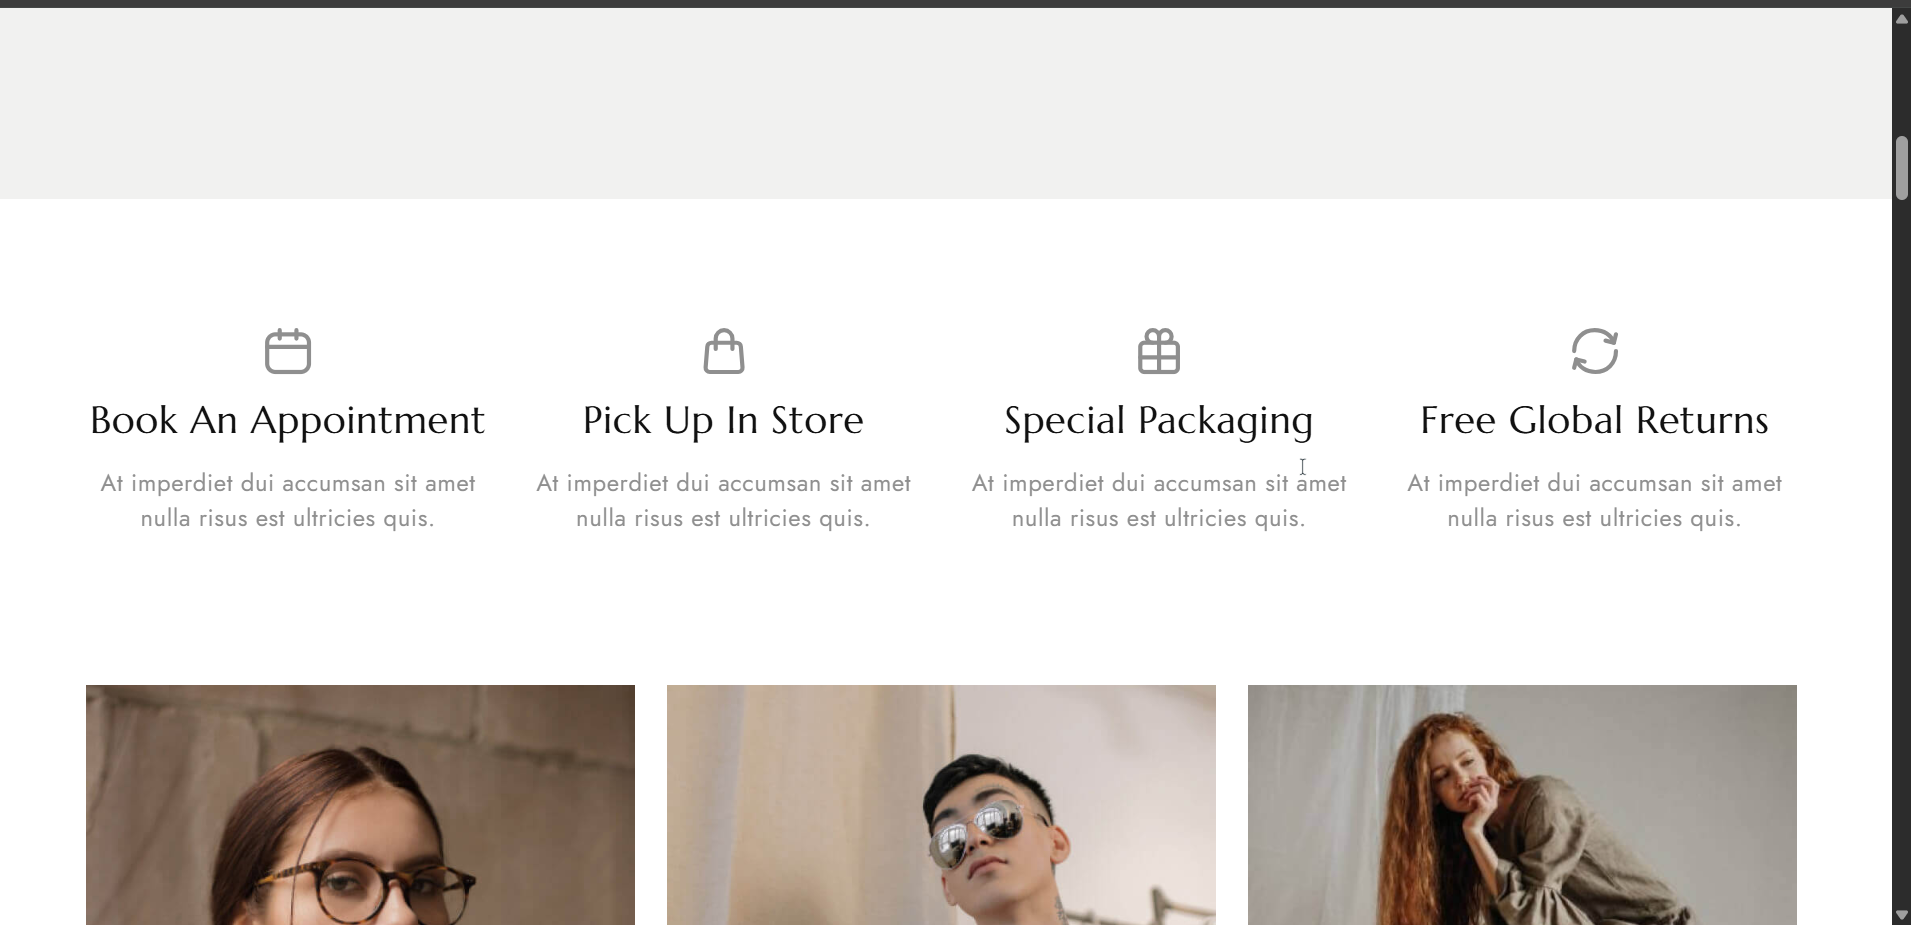 Book An Appointment
At imperdiet dui accumsan sit amet
nulla risus est ultricies quis.
Pick Up In Store
At imperdiet dui accumsan sit amet
nulla risus est ultricies quis.
Special Packaging
At imperdiet dui accumsan sit amet
nulla risus est ultricies quis.
Free Global Returns
At imperdiet dui accumsan sit amet
nulla risus est ultricies quis.